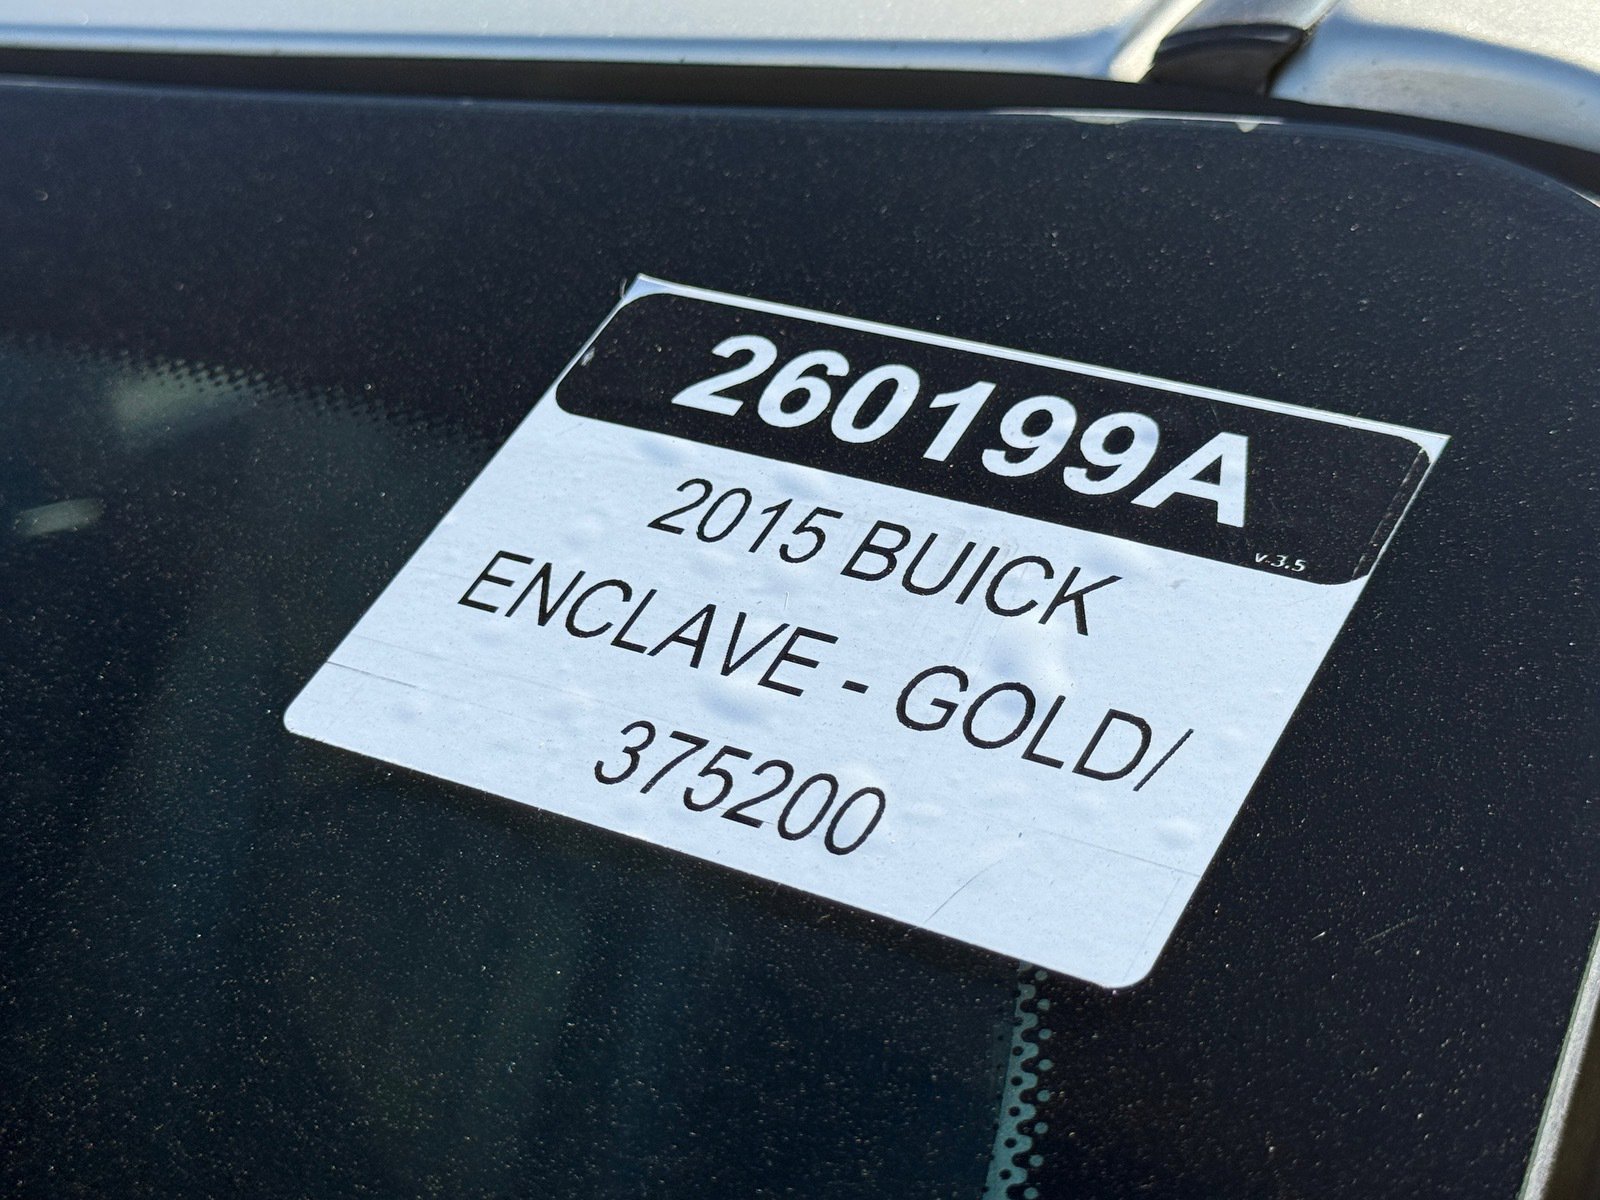 260199A
v.3.5
2015 BUICK
ENCLAVE - GOLD/
375200